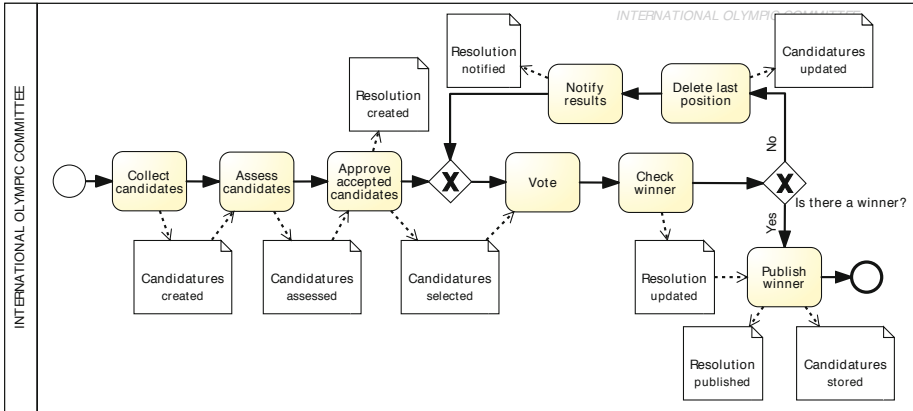 INTERNATIONAL OLYMPIC COMMITTEE
INTERNATIONAL OLYMPIC COMMITTEE
Resolution
notified
Notify
results
Delete last
position
Candidatures
updated
Resolution
created
No
Collect
candidates
Assess
candidates
Approve
accepted
candidates
X
Vote
Check
winner
X
Is there a winner?
Yes
Candidatures
created
Candidatures
assessed
Candidatures
selected
Resolution
updated
Publish
winner
Resolution
published
Candidatures
stored